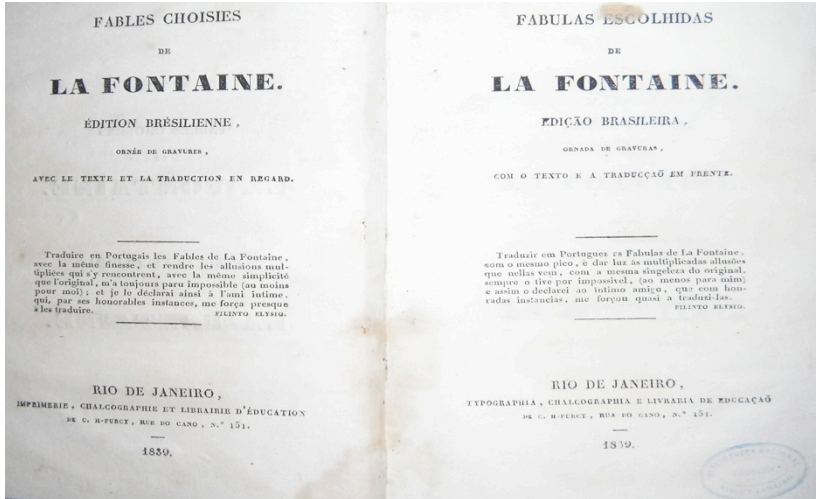 FABLES CHOISIES
DE
LA FONTAINE.
ÉDITION BRÉSILIENNE,
ORNÉE DE GRAVURES,
AVEC LE TEXTE ET LA TRADUCTION EN REGARD.
Traduire en Portugais les Fables de La Fontaine,
avec la même finesse, et rendre les allusions mul-
tipliées qui s'y rencontrent, avec la même simplicité
que l'original, m'a toujours paru impossible (au moins
pour moi); et je le déclarai ainsi à l'ami intime,
qui, par ses honorables instances, me força presque
à les traduire.
FILINTO ELYSIO.
RIO DE JANEIRO,
IMPRIMERIE, CHALCOGRAPHIE ET LIBRAIRIE D'ÉDUCATION
DE C. H-FURCY, RUE DO CANO, N.º 151.
1839.
FABULAS ESCOLHIDAS
DE
LA FONTAINE.
EDIÇÃO BRASILEIRA,
ORNADA DE GRAVURAS,
COM O TEXTO E A TRADUCÇAÕ EM FRENTE.
Traduzir em Portuguez as Fabulas de La Fontaine,
com o mesmo pico, e dar luz ás multiplicadas allusões
que nellas vem, com a mesma singeleza do original,
sempre o tive por impossivel, (ao menos para mim)
e assim o declarei ao intimo amigo, que com hon-
radas instancias, me forçou quasi a traduzi-las.
FILINTO ELYSIO.
RIO DE JANEIRO,
TYPOGRAPHIA, CHALCOGRAPHIA E LIVRARIA DE EDUCAÇAÕ
DE C. H-FURCY, RUA DO CANO, N.º 151.
1839.